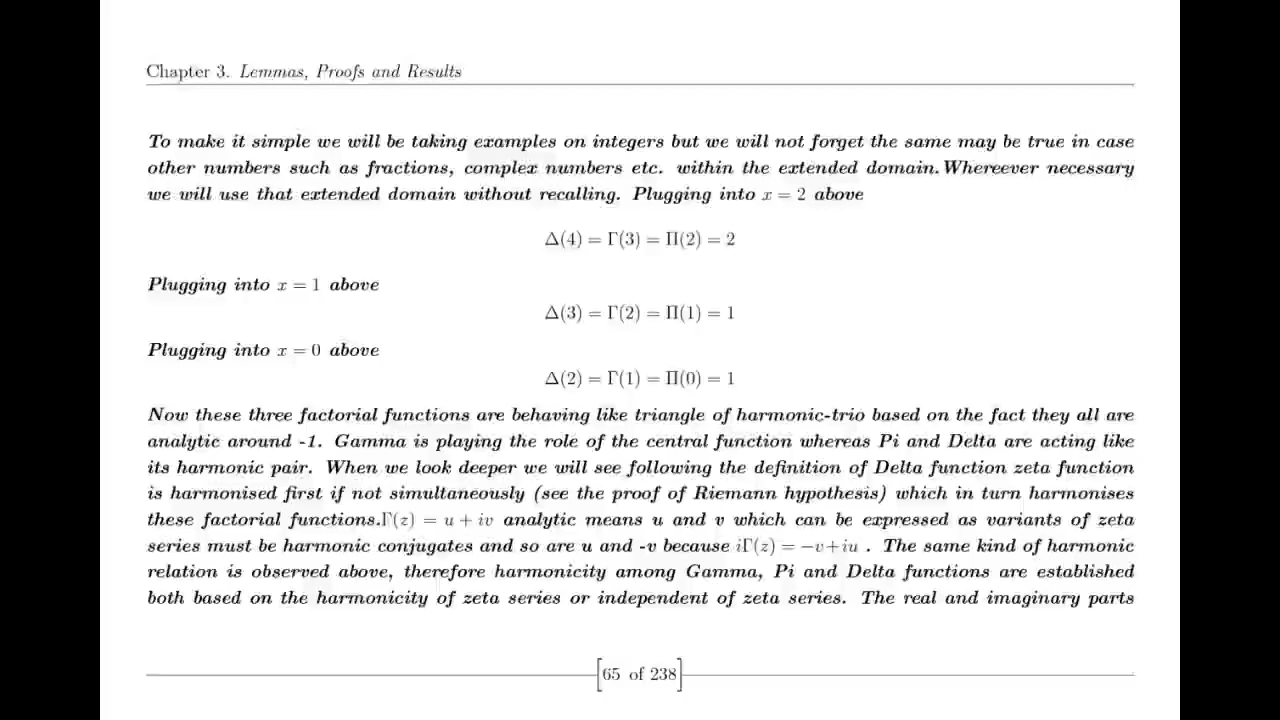 Chapter 3. Lemmas, Proofs and Results
To make it simple we will be taking examples on integers but we will not forget the same may be true in case
other numbers such as fractions, complex numbers etc. within the extended domain.Whereever necessary
we will use that extended domain without recalling. Plugging into x = 2 above
Δ(4) = Γ(3) = Π(2) = 2
Plugging into x = 1 above
Δ(3) = Γ(2) = Π(1) = 1
Plugging into x = 0 above
Δ(2) = Γ(1) = Π(0) = 1
Now these three factorial functions are behaving like triangle of harmonic-trio based on the fact they all are
analytic around -1. Gamma is playing the role of the central function whereas Pi and Delta are acting like
its harmonic pair. When we look deeper we will see following the definition of Delta function zeta function
is harmonised first if not simultaneously (see the proof of Riemann hypothesis) which in turn harmonises
these factorial functions.Γ(z) = u + iv analytic means u and v which can be expressed as variants of zeta
series must be harmonic conjugates and so are u and -v because iΓ(z) = −v+iu . The same kind of harmonic
relation is observed above, therefore harmonicity among Gamma, Pi and Delta functions are established
both based on the harmonicity of zeta series or independent of zeta series. The real and imaginary parts
65 of 238